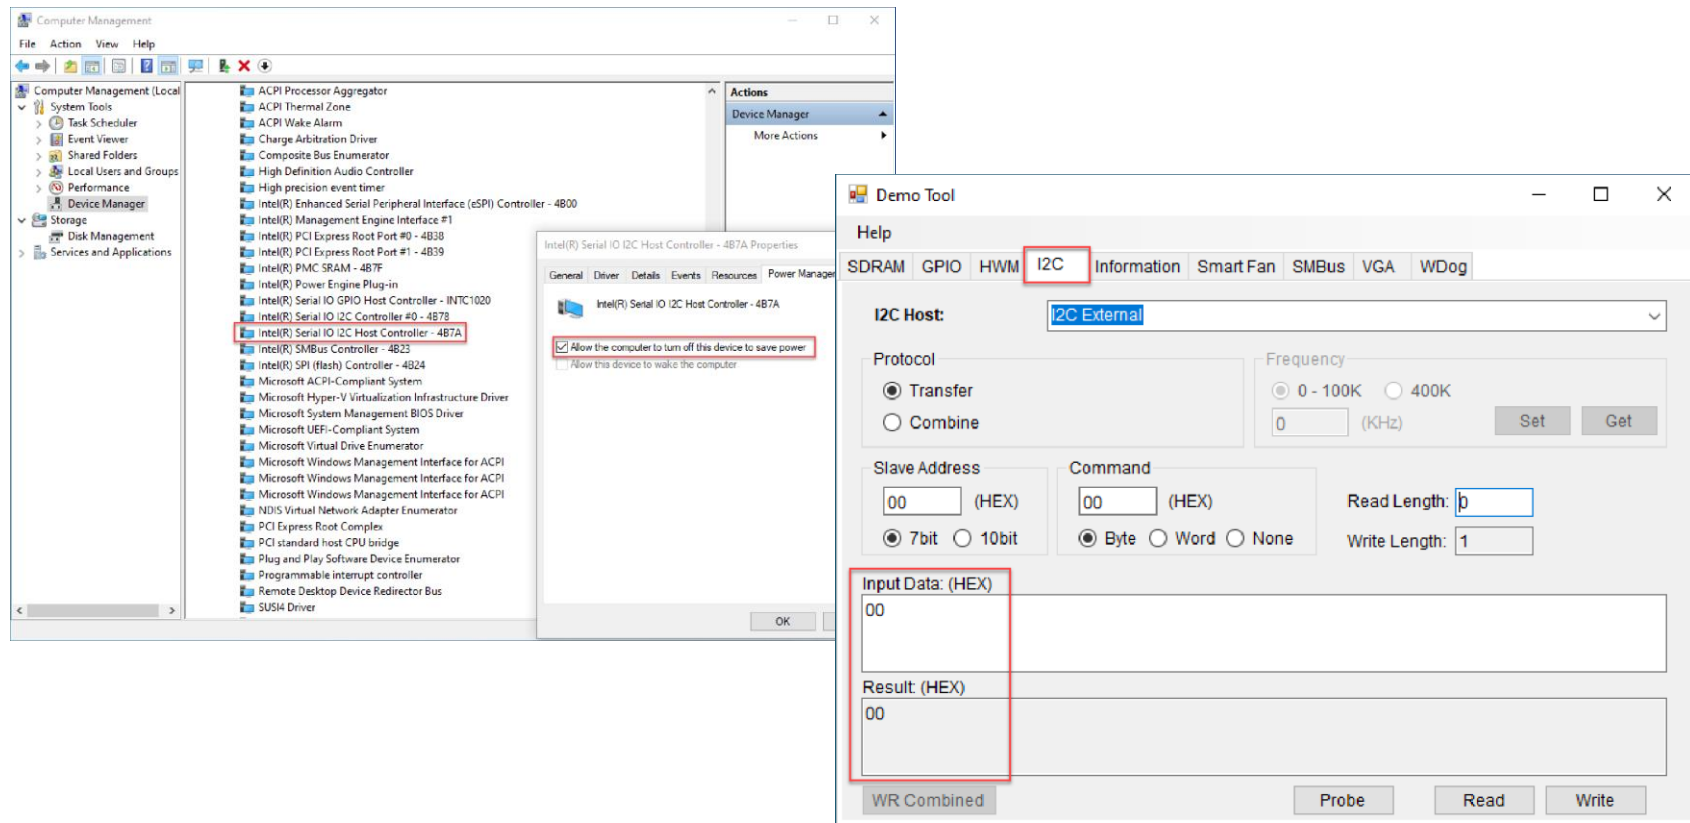 Computer Management
File Action View Help
Computer Management (Local
System Tools
Task Scheduler
Event Viewer
Shared Folders
Local Users and Groups
Performance
Device Manager
Storage
Disk Management
Services and Applications
ACPI Processor Aggregator
ACPI Thermal Zone
ACPI Wake Alarm
Charge Arbitration Driver
Composite Bus Enumerator
High Definition Audio Controller
High precision event timer
Intel(R) Enhanced Serial Peripheral Interface (eSPI) Controller - 4B00
Intel(R) Management Engine Interface #1
Intel(R) PCI Express Root Port #0 - 4B38
Intel(R) PCI Express Root Port #1 - 4B39
Intel(R) PMC SRAM - 4B7F
Intel(R) Power Engine Plug-in
Intel(R) Serial IO GPIO Host Controller - INTC1020
Intel(R) Serial IO I2C Controller #0 - 4B78
Intel(R) Serial IO I2C Host Controller - 4B7A
Intel(R) SMBus Controller - 4B23
Intel(R) SPI (flash) Controller - 4B24
Microsoft ACPI-Compliant System
Microsoft Hyper-V Virtualization Infrastructure Driver
Microsoft System Management BIOS Driver
Microsoft UEFI-Compliant System
Microsoft Virtual Drive Enumerator
Microsoft Windows Management Interface for ACPI
Microsoft Windows Management Interface for ACPI
Microsoft Windows Management Interface for ACPI
NDIS Virtual Network Adapter Enumerator
PCI Express Root Complex
PCI standard host CPU bridge
Plug and Play Software Device Enumerator
Programmable interrupt controller
Remote Desktop Device Redirector Bus
SUSI4 Driver
Actions
Device Manager
More Actions
Intel(R) Serial IO I2C Host Controller - 4B7A Properties
General Driver Details Events Resources Power Manager
Intel(R) Serial IO I2C Host Controller - 4B7A
Allow the computer to turn off this device to save power
Allow this device to wake the computer
OK
Demo Tool
Help
SDRAM GPIO HWM I2C Information Smart Fan SMBus VGA WDog
I2C Host: I2C External
Protocol
Transfer
Combine
Frequency
0 - 100K 400K
0 (KHz) Set Get
Slave Address
00 (HEX)
7bit 10bit
Command
00 (HEX)
Byte Word None
Read Length: 0
Write Length: 1
Input Data: (HEX)
00
Result: (HEX)
00
WR Combined Probe Read Write